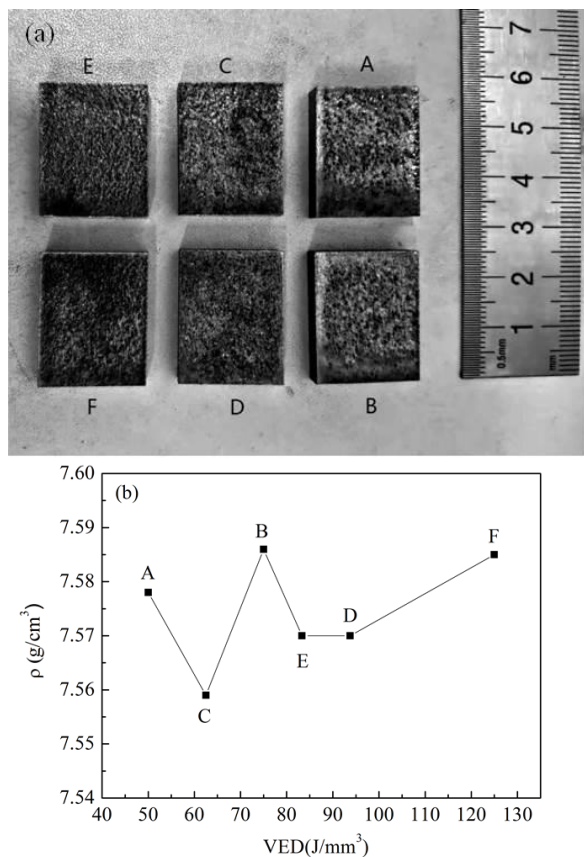 (a)
E C A
F D B
7
6
5
4
3
2
1
0.5mm
mm
(b)
7.60
7.59
7.58
7.57
7.56
7.55
7.54
ρ (g/cm³)
A
B
C
D
E
F
40 50 60 70 80 90 100 110 120 130
VED(J/mm³)